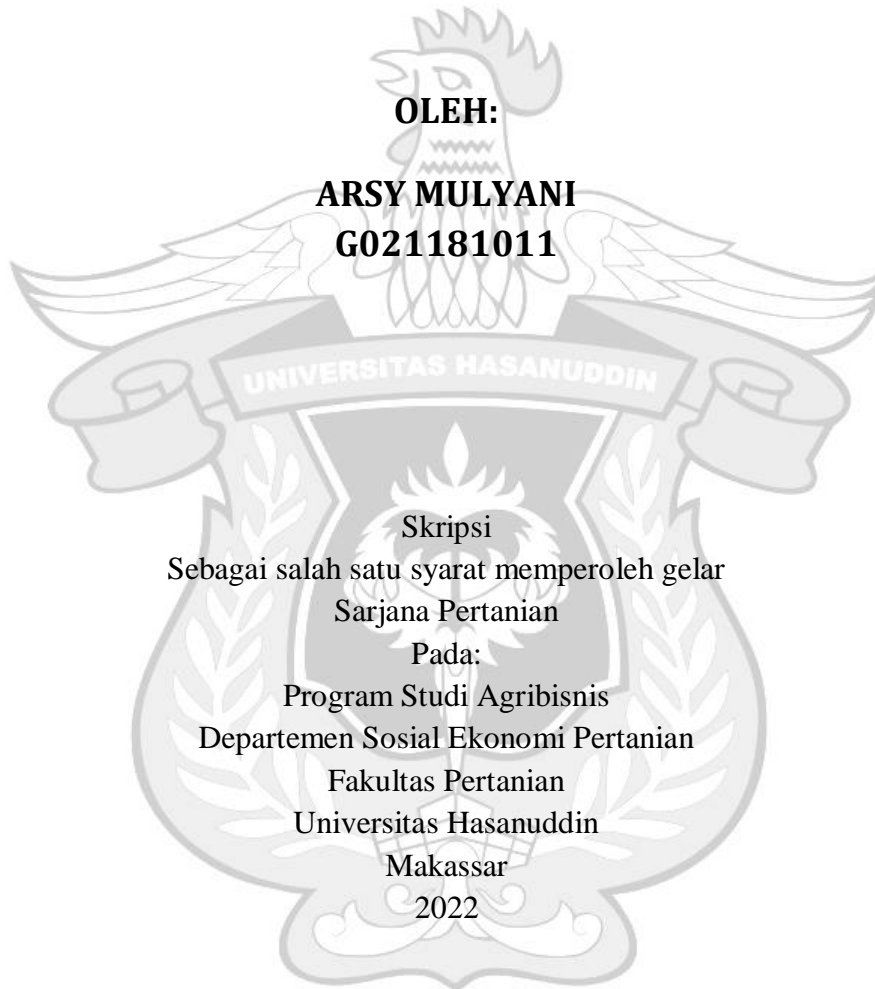 OLEH:
ARSY MULYANI
G021181011
UNIVERSITAS HASANUDDIN
Skripsi
Sebagai salah satu syarat memperoleh gelar
Sarjana Pertanian
Pada:
Program Studi Agribisnis
Departemen Sosial Ekonomi Pertanian
Fakultas Pertanian
Universitas Hasanuddin
Makassar
2022